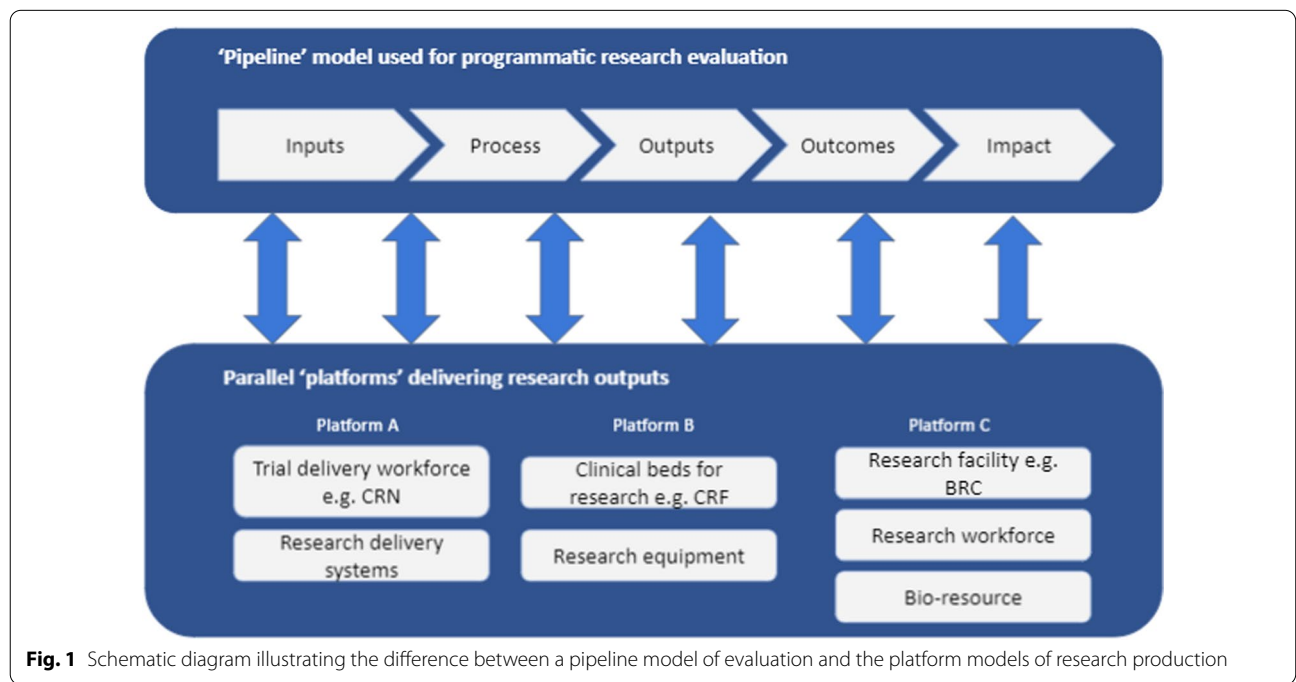 ‘Pipeline’ model used for programmatic research evaluation
Inputs
Process
Outputs
Outcomes
Impact
Parallel ‘platforms’ delivering research outputs
Platform A
Platform B
Platform C
Trial delivery workforce
e.g. CRN
Research delivery
systems
Clinical beds for
research e.g. CRF
Research equipment
Research facility e.g.
BRC
Research workforce
Bio-resource
Fig. 1 Schematic diagram illustrating the difference between a pipeline model of evaluation and the platform models of research production